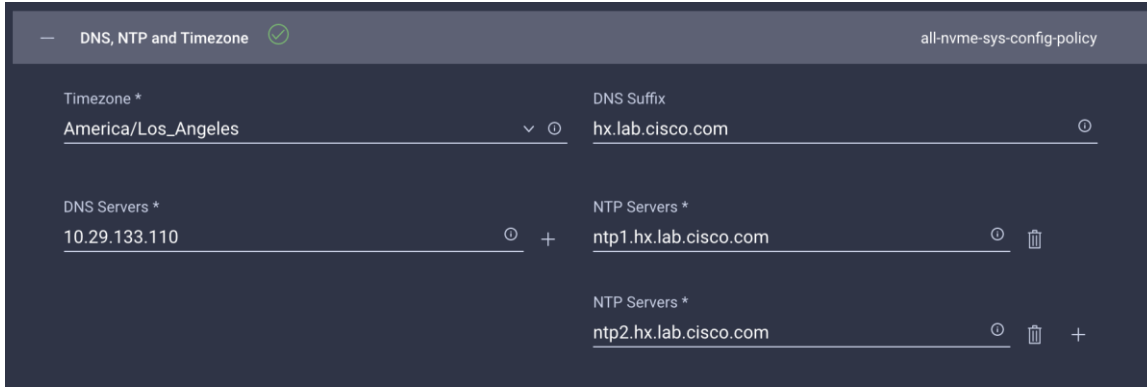 DNS, NTP and Timezone
all-nvme-sys-config-policy
Timezone *
America/Los_Angeles
DNS Suffix
hx.lab.cisco.com
DNS Servers *
10.29.133.110
NTP Servers *
ntp1.hx.lab.cisco.com
NTP Servers *
ntp2.hx.lab.cisco.com